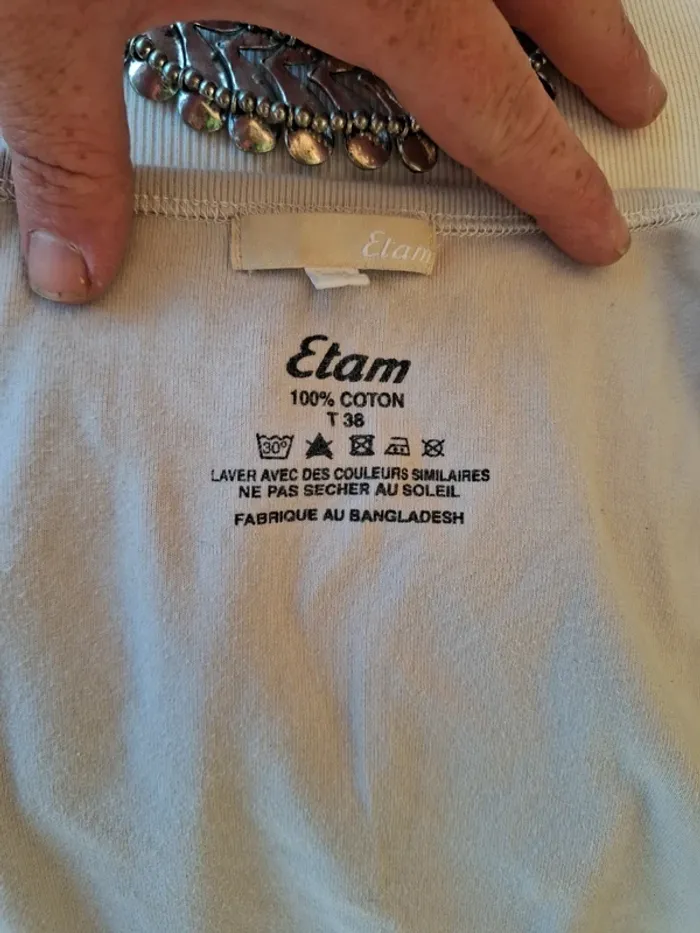 Etam
Etam
100% COTON
T 38
30°
LAVER AVEC DES COULEURS SIMILAIRES
NE PAS SECHER AU SOLEIL
FABRIQUE AU BANGLADESH